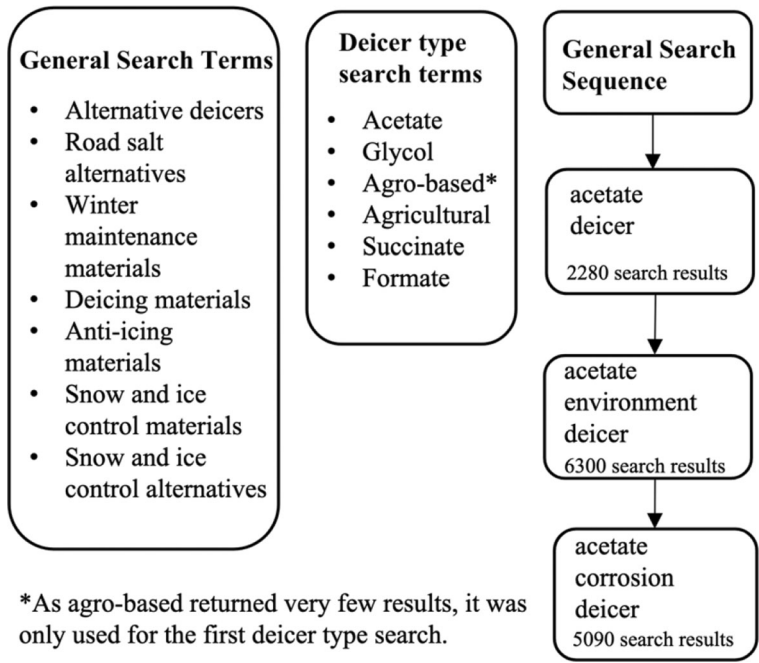 General Search Terms
• Alternative deicers
• Road salt
alternatives
• Winter
maintenance
materials
• Deicing materials
• Anti-icing
materials
• Snow and ice
control materials
• Snow and ice
control alternatives
Deicer type
search terms
• Acetate
• Glycol
• Agro-based*
• Agricultural
• Succinate
• Formate
General Search
Sequence
acetate
deicer
2280 search results
acetate
environment
deicer
6300 search results
acetate
corrosion
deicer
5090 search results
*As agro-based returned very few results, it was
only used for the first deicer type search.